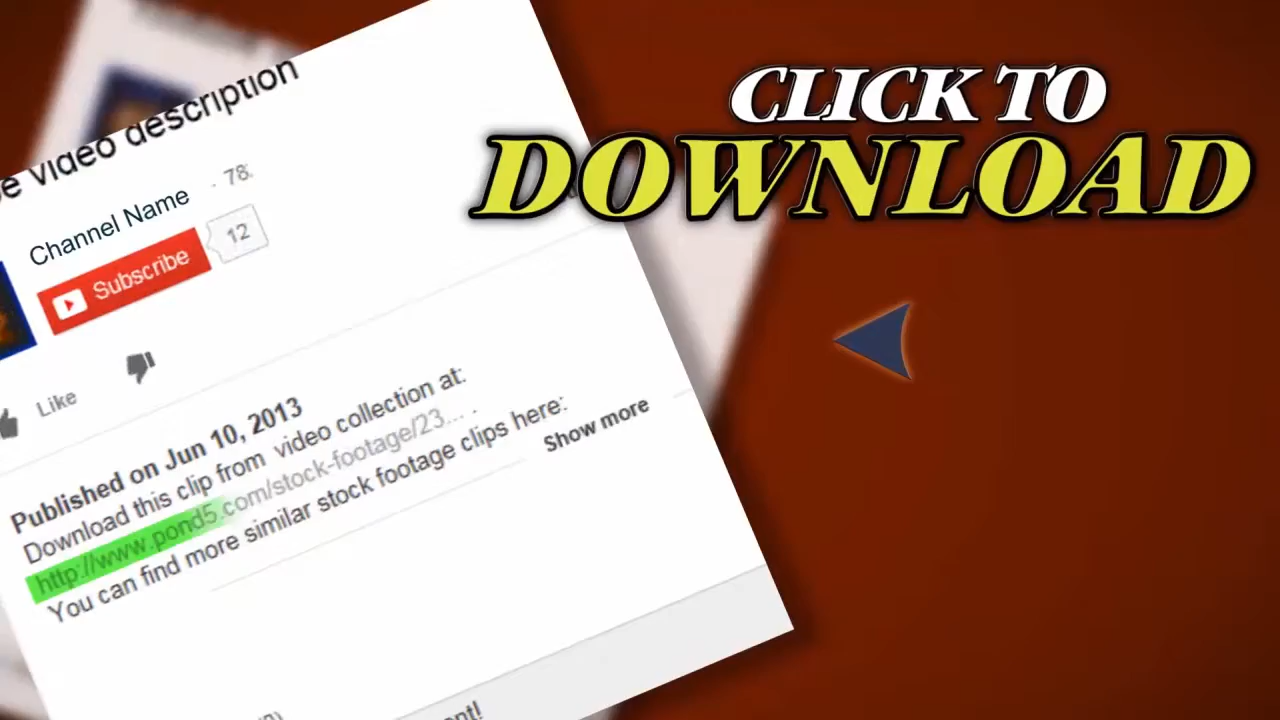 CLICK TO
DOWNLOAD
video description
Channel Name
Subscribe
12
Like
Published on Jun 10, 2013
Download this clip from video collection at:
http://www.pond5.com/stock-footage/23... .
You can find more similar stock footage clips here:
Show more